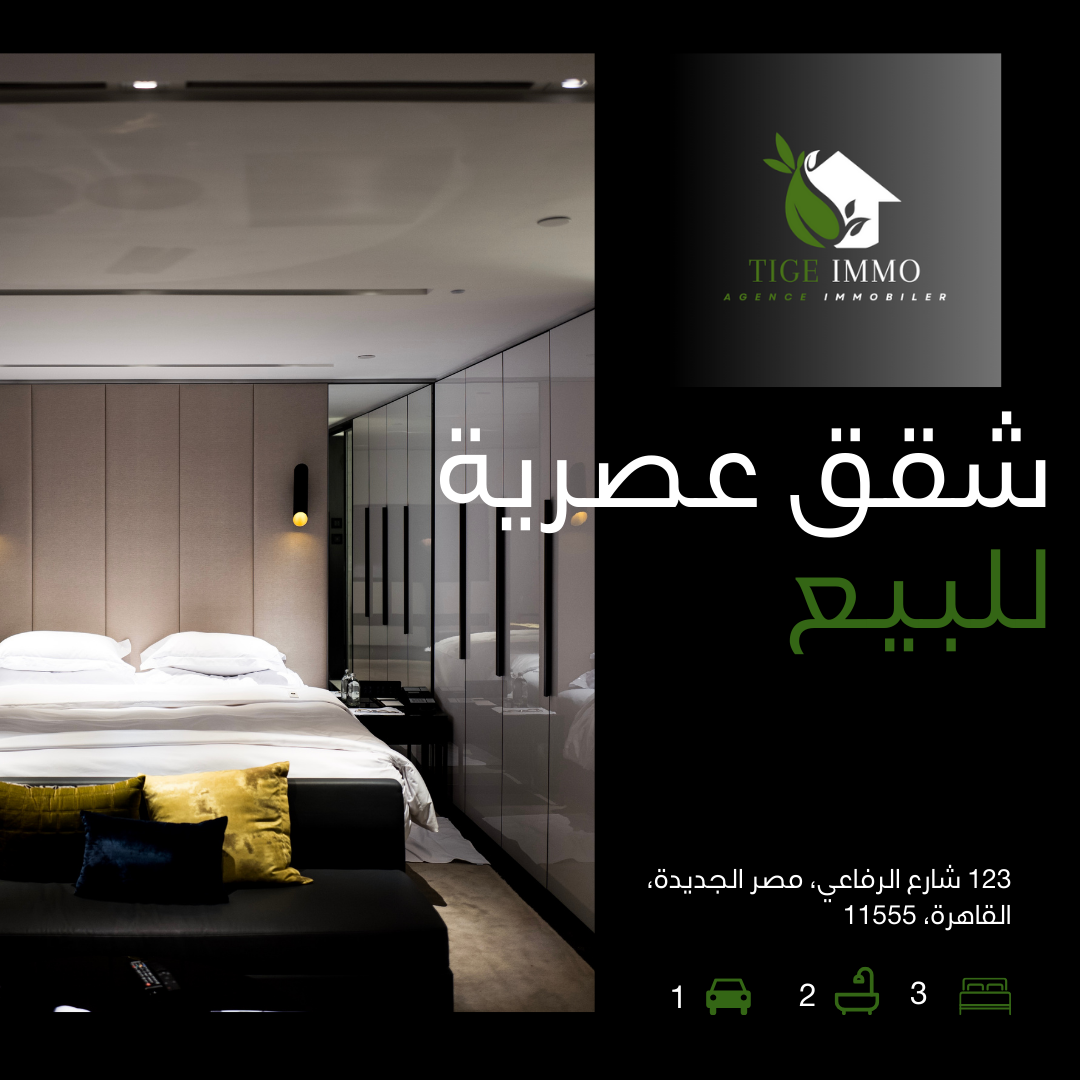 TIGE IMMO
AGENCE IMMOBILER
شقق عصرية
للبيع
123 شارع الرفاعي، مصر الجديدة،
القاهرة، 11555
1 2 3